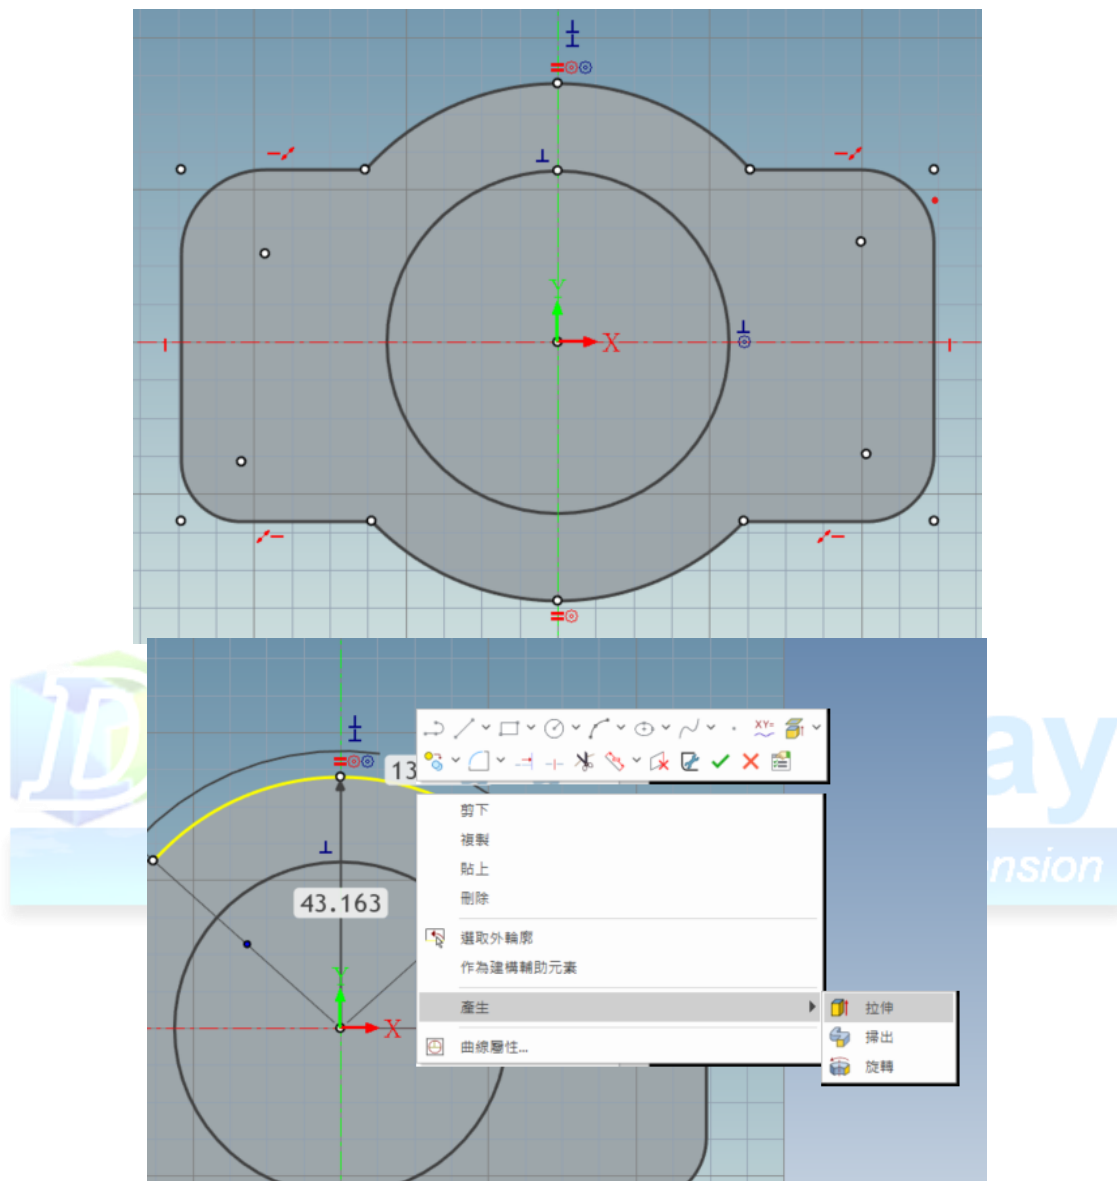 Y
X
13
XY=
剪下
複製
貼上
刪除
43.163
選取外輪廓
作為建構輔助元素
產生
拉伸
Y
X
掃出
曲線屬性...
旋轉
JD
ay
nsion